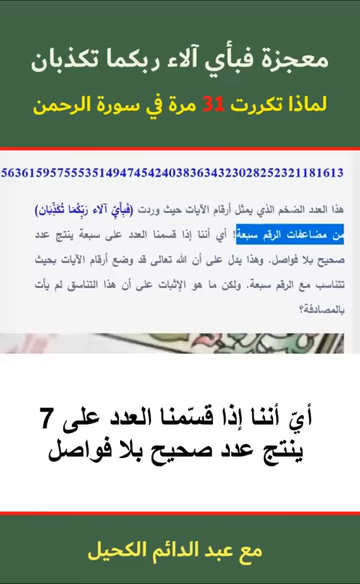 معجزة فبأي آلاء ربكما تكذبان
لماذا تكررت 31 مرة في سورة الرحمن
5636159575553514947454240383634323028252321181613
هذا العدد الضخم الذي يمثل أرقام الآيات حيث وردت (فَبِأَيِّ آلَاء رَبِّكُمَا تُكَذِّبَان)
من مضاعفات الرقم سبعة! أي أننا إذا قسمنا العدد على سبعة ينتج عدد
صحيح بلا فواصل. وهذا يدل على أن الله تعالى قد وضع أرقام الآيات بحيث
تتناسب مع الرقم سبعة. ولكن ما هو الإثبات على أن هذا التناسق لم يأت
بالمصادفة؟
أيّ أننا إذا قسّمنا العدد على 7
ينتج عدد صحيح بلا فواصل
مع عبد الدائم الكحيل